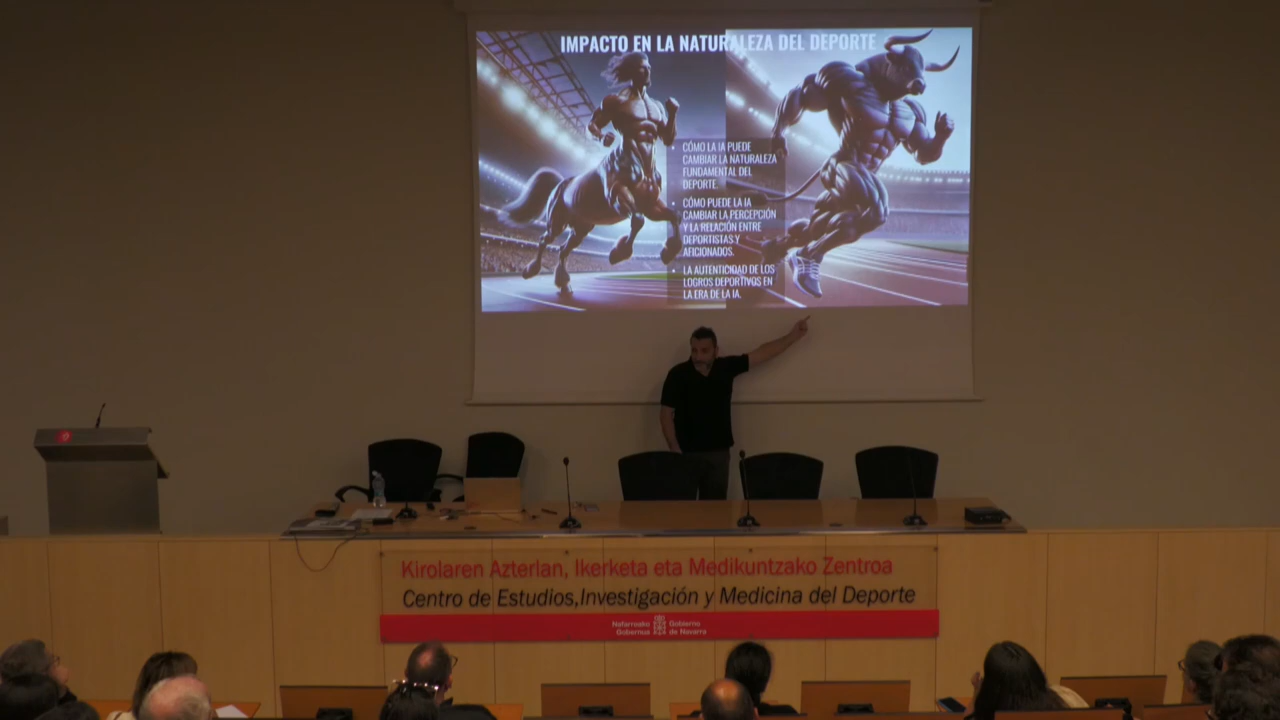 IMPACTO EN LA NATURALEZA DEL DEPORTE
• CÓMO LA IA PUEDE
CAMBIAR LA NATURALEZA
FUNDAMENTAL DEL
DEPORTE.
• CÓMO PUEDE LA IA
CAMBIAR LA PERCEPCIÓN
Y LA RELACIÓN ENTRE
DEPORTISTAS Y
AFICIONADOS.
• LA AUTENTICIDAD DE LOS
LOGROS DEPORTIVOS EN
LA ERA DE LA IA.
Kirolaren Azterlan, Ikerketa eta Medikuntzako Zentroa
Centro de Estudios,Investigación y Medicina del Deporte
Nafarroako Gobierno
Gobernua de Navarra